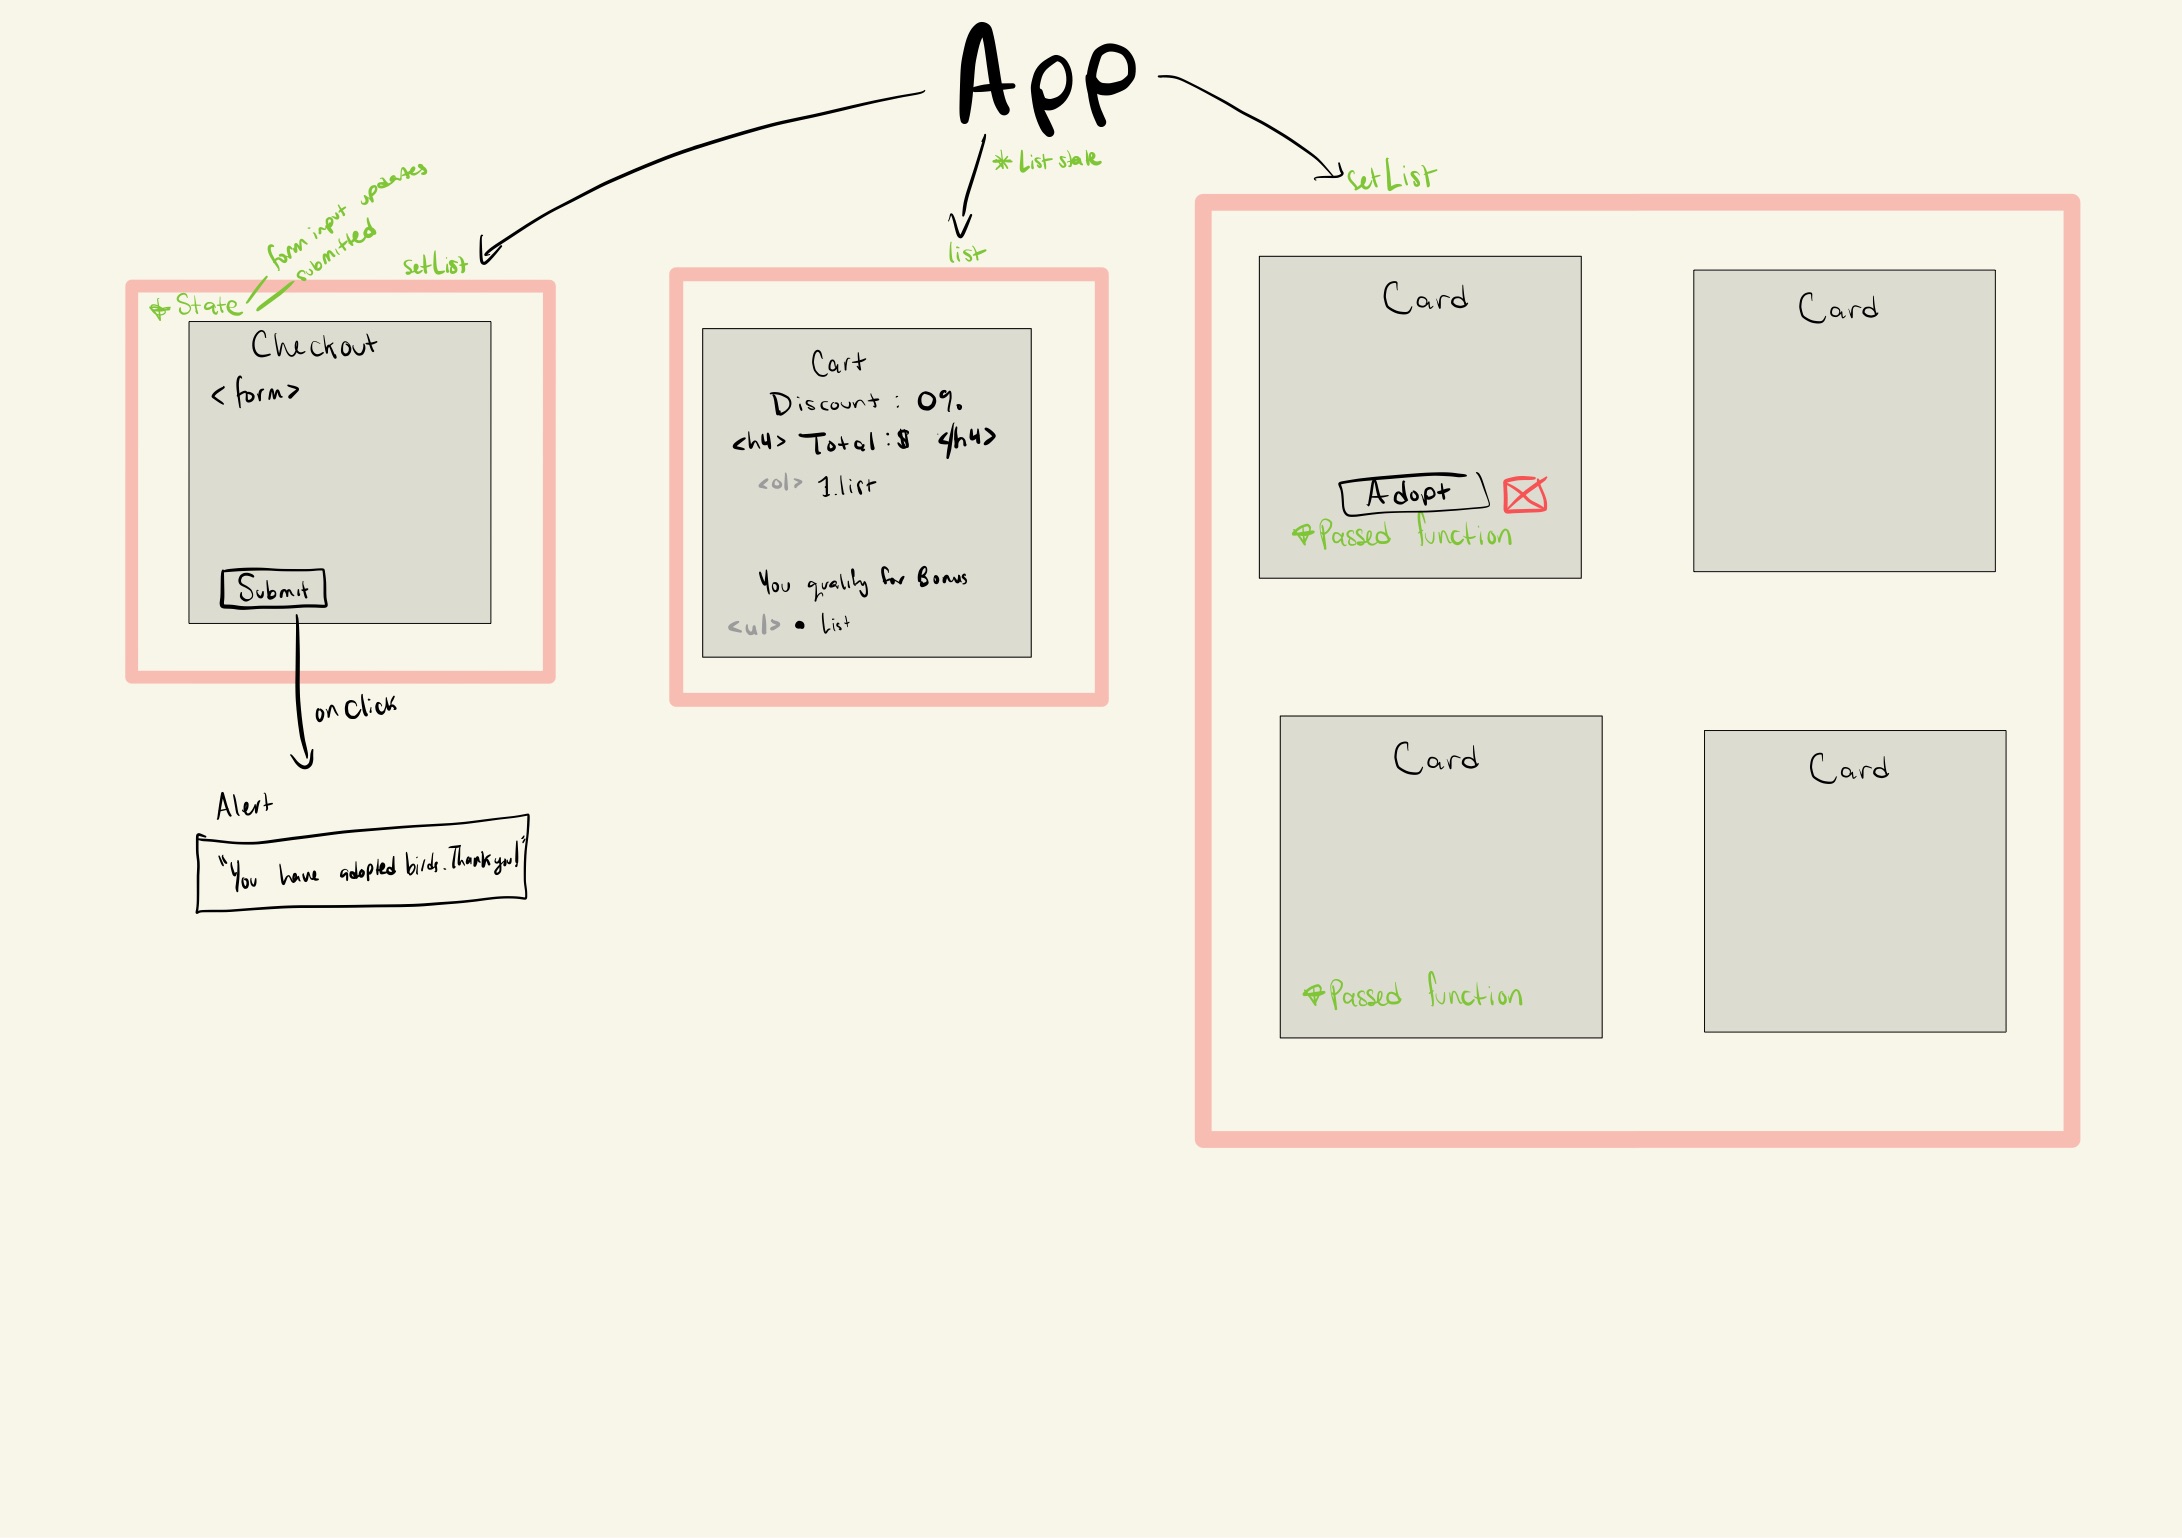 App
* List state
setList
list
form input updates
submitted
setList
* State
Checkout
<form>
Submit
onClick
Alert
"You have adopted birds. Thank you!"
Cart
Discount : 0%
<h4> Total : $ </h4>
<ol> 1. list
You qualify for Bonus
<ul> • List
Card
Adopt
Passed function
Card
Card
Passed function
Card